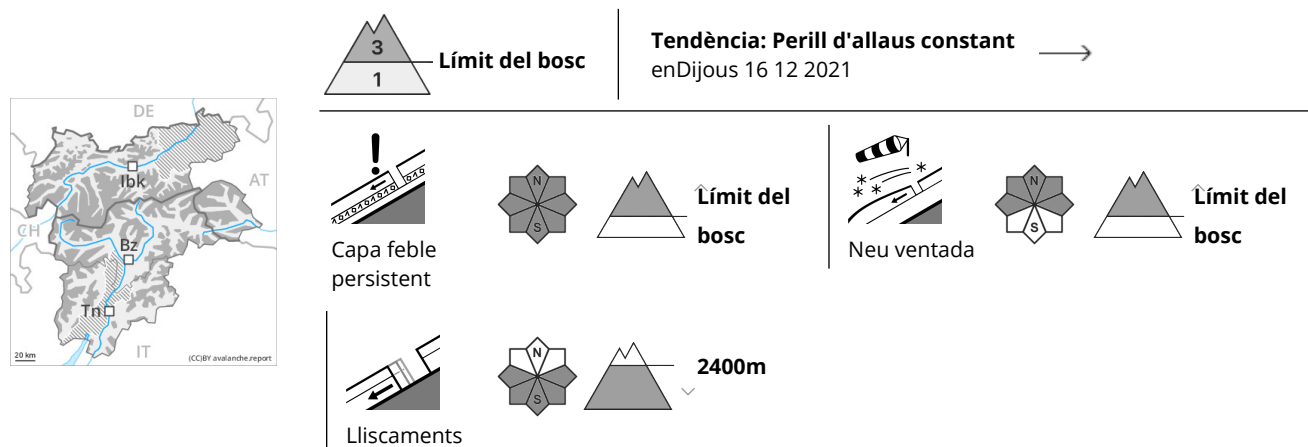 3
1
Límit del bosc
Tendència: Perill d'allaus constant
enDijous 16 12 2021
DE
Ibk
AT
CH
Bz
Tn
IT
20 km
(CC)BY avalanche.report
N
S
Límit del
bosc
Capa feble
persistent
N
S
Límit del
bosc
Neu ventada
N
S
2400m
Lliscaments